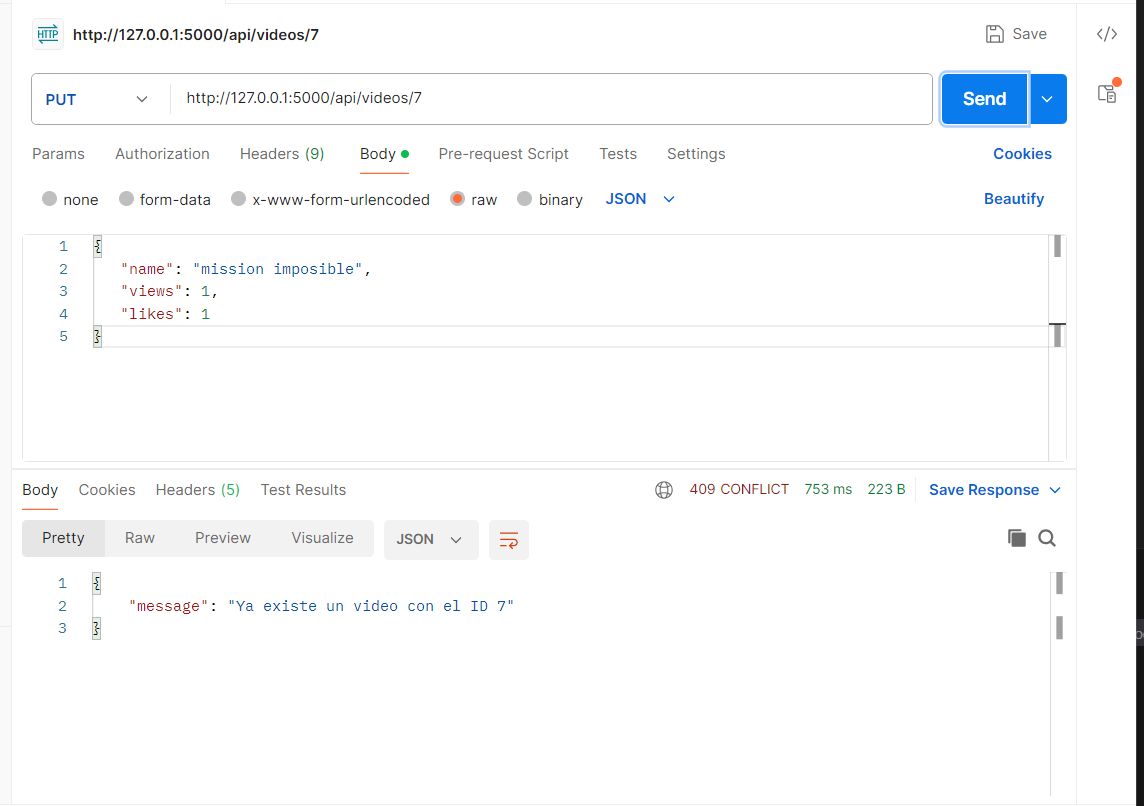 HTTP http://127.0.0.1:5000/api/videos/7 Save </>
PUT http://127.0.0.1:5000/api/videos/7 Send
Params Authorization Headers (9) Body Pre-request Script Tests Settings Cookies
none form-data x-www-form-urlencoded raw binary JSON Beautify
1 {
2 "name": "mission imposible",
3 "views": 1,
4 "likes": 1
5 }
Body Cookies Headers (5) Test Results 409 CONFLICT 753 ms 223 B Save Response
Pretty Raw Preview Visualize JSON
1 {
2 "message": "Ya existe un video con el ID 7"
3 }